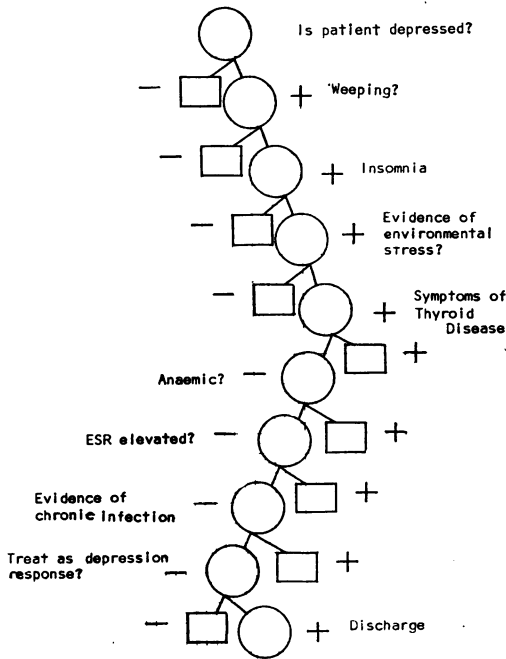 Is patient depressed?
− + Weeping?
− + Insomnia
− + Evidence of
environmental
stress?
− + Symptoms of
Thyroid
Disease
+
Anaemic? −
+
ESR elevated? −
+
Evidence of
chronic infection −
+
Treat as depression
response? −
− + Discharge